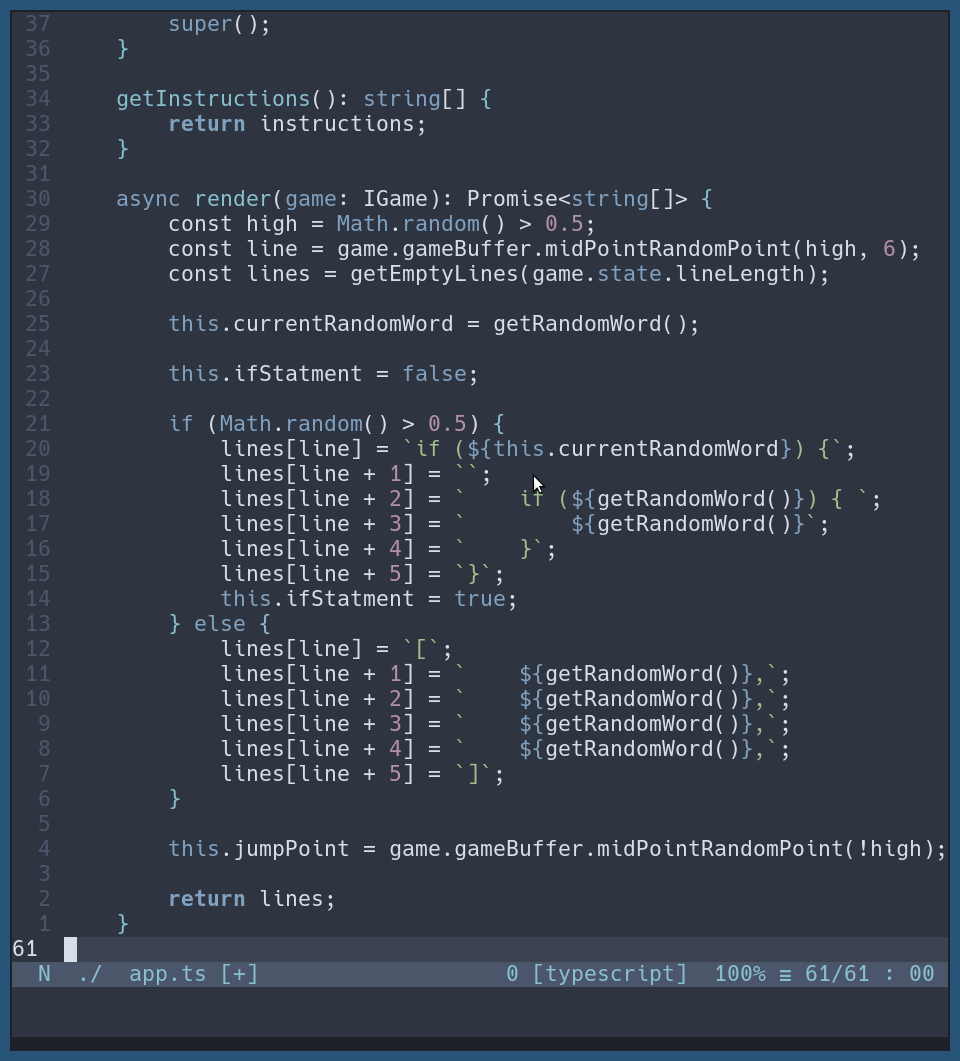 37         super();
36     }
35
34     getInstructions(): string[] {
33         return instructions;
32     }
31
30     async render(game: IGame): Promise<string[]> {
29         const high = Math.random() > 0.5;
28         const line = game.gameBuffer.midPointRandomPoint(high, 6);
27         const lines = getEmptyLines(game.state.lineLength);
26
25         this.currentRandomWord = getRandomWord();
24
23         this.ifStatment = false;
22
21         if (Math.random() > 0.5) {
20             lines[line] = `if (${this.currentRandomWord}) {`;
19             lines[line + 1] = ``;
18             lines[line + 2] = `    if (${getRandomWord()}) { `;
17             lines[line + 3] = `        ${getRandomWord()}`;
16             lines[line + 4] = `    }`;
15             lines[line + 5] = `}`;
14             this.ifStatment = true;
13         } else {
12             lines[line] = `[`;
11             lines[line + 1] = `    ${getRandomWord()},`;
10             lines[line + 2] = `    ${getRandomWord()},`;
9             lines[line + 3] = `    ${getRandomWord()},`;
8             lines[line + 4] = `    ${getRandomWord()},`;
7             lines[line + 5] = `]`;
6         }
5
4         this.jumpPoint = game.gameBuffer.midPointRandomPoint(!high);
3
2         return lines;
1     }
61
N  ./  app.ts [+]                   0 [typescript]  100% ≡ 61/61 : 00